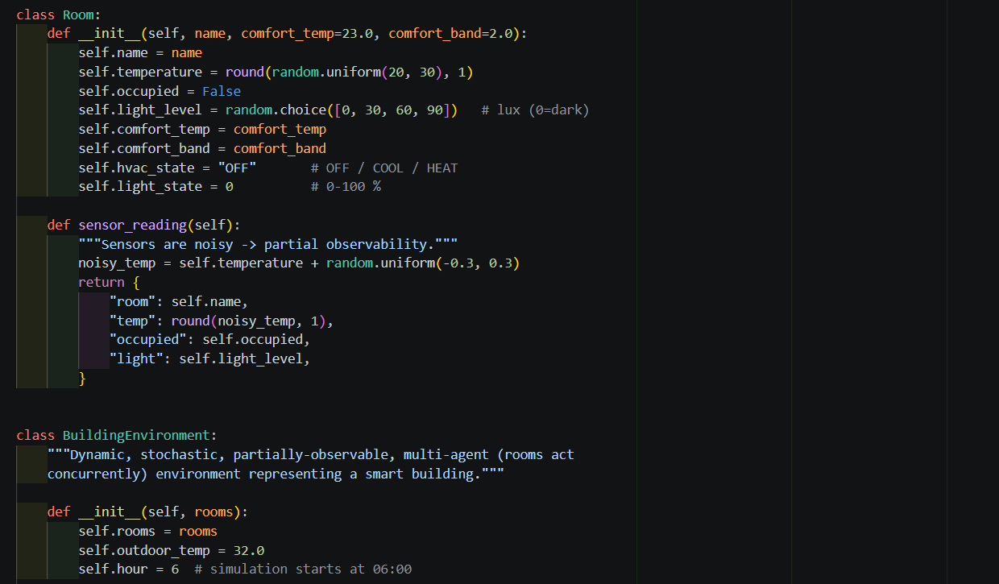 class Room:
    def __init__(self, name, comfort_temp=23.0, comfort_band=2.0):
        self.name = name
        self.temperature = round(random.uniform(20, 30), 1)
        self.occupied = False
        self.light_level = random.choice([0, 30, 60, 90])   # lux (0=dark)
        self.comfort_temp = comfort_temp
        self.comfort_band = comfort_band
        self.hvac_state = "OFF"       # OFF / COOL / HEAT
        self.light_state = 0          # 0-100 %

    def sensor_reading(self):
        """Sensors are noisy -> partial observability."""
        noisy_temp = self.temperature + random.uniform(-0.3, 0.3)
        return {
            "room": self.name,
            "temp": round(noisy_temp, 1),
            "occupied": self.occupied,
            "light": self.light_level,
        }


class BuildingEnvironment:
    """Dynamic, stochastic, partially-observable, multi-agent (rooms act
    concurrently) environment representing a smart building."""

    def __init__(self, rooms):
        self.rooms = rooms
        self.outdoor_temp = 32.0
        self.hour = 6  # simulation starts at 06:00